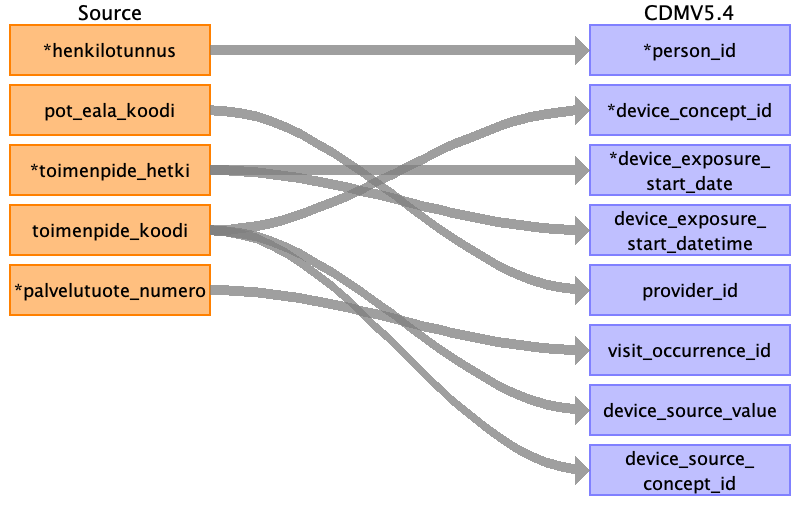 Source
CDMV5.4
*henkilotunnus
*person_id
pot_eala_koodi
*device_concept_id
*toimenpide_hetki
*device_exposure_
start_date
toimenpide_koodi
device_exposure_
start_datetime
*palvelutuote_numero
provider_id
visit_occurrence_id
device_source_value
device_source_
concept_id